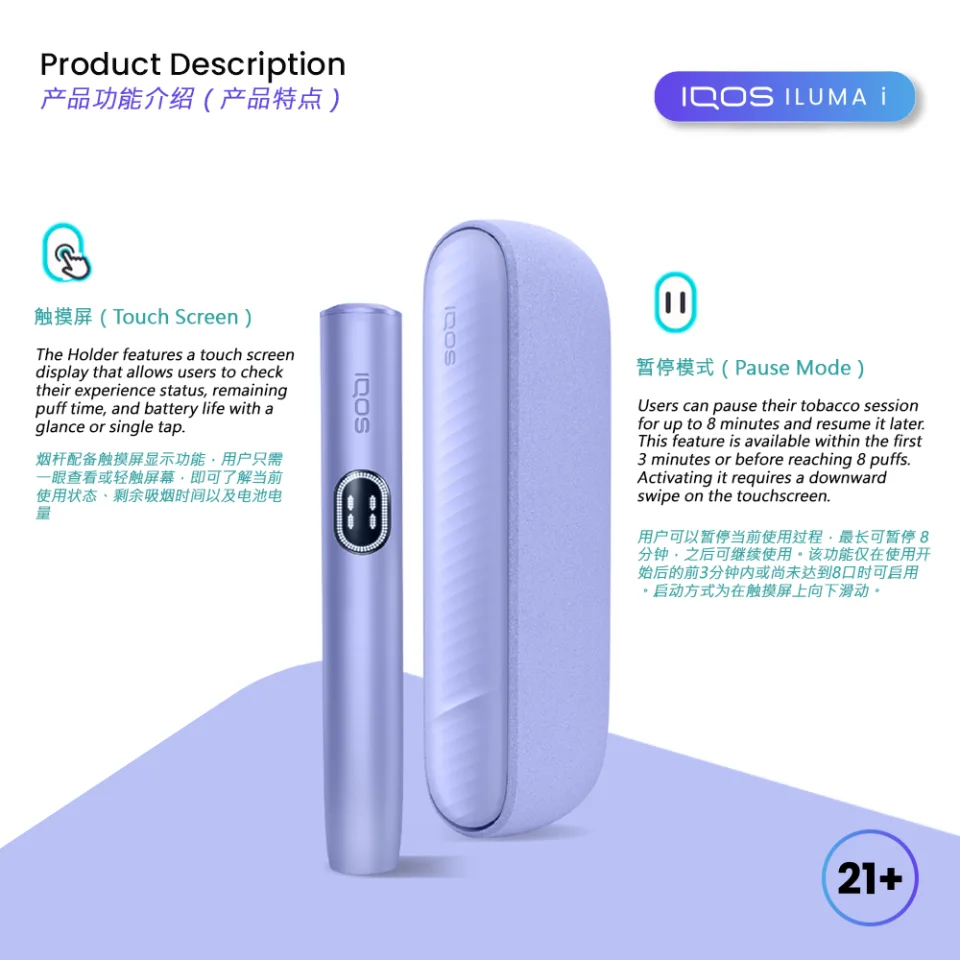 Product Description
产品功能介绍（产品特点）
IQOS ILUMA i
触摸屏（Touch Screen）
The Holder features a touch screen
display that allows users to check
their experience status, remaining
puff time, and battery life with a
glance or single tap.
烟杆配备触摸屏显示功能，用户只需
一眼查看或轻触屏幕，即可了解当前
使用状态、剩余吸烟时间以及电池电
量
IQOS
IQOS
暂停模式（Pause Mode）
Users can pause their tobacco session
for up to 8 minutes and resume it later.
This feature is available within the first
3 minutes or before reaching 8 puffs.
Activating it requires a downward
swipe on the touchscreen.
用户可以暂停当前使用过程，最长可暂停 8
分钟，之后可继续使用。该功能仅在使用开
始后的前3分钟内或尚未达到8口时可启用
。启动方式为在触摸屏上向下滑动。
21+